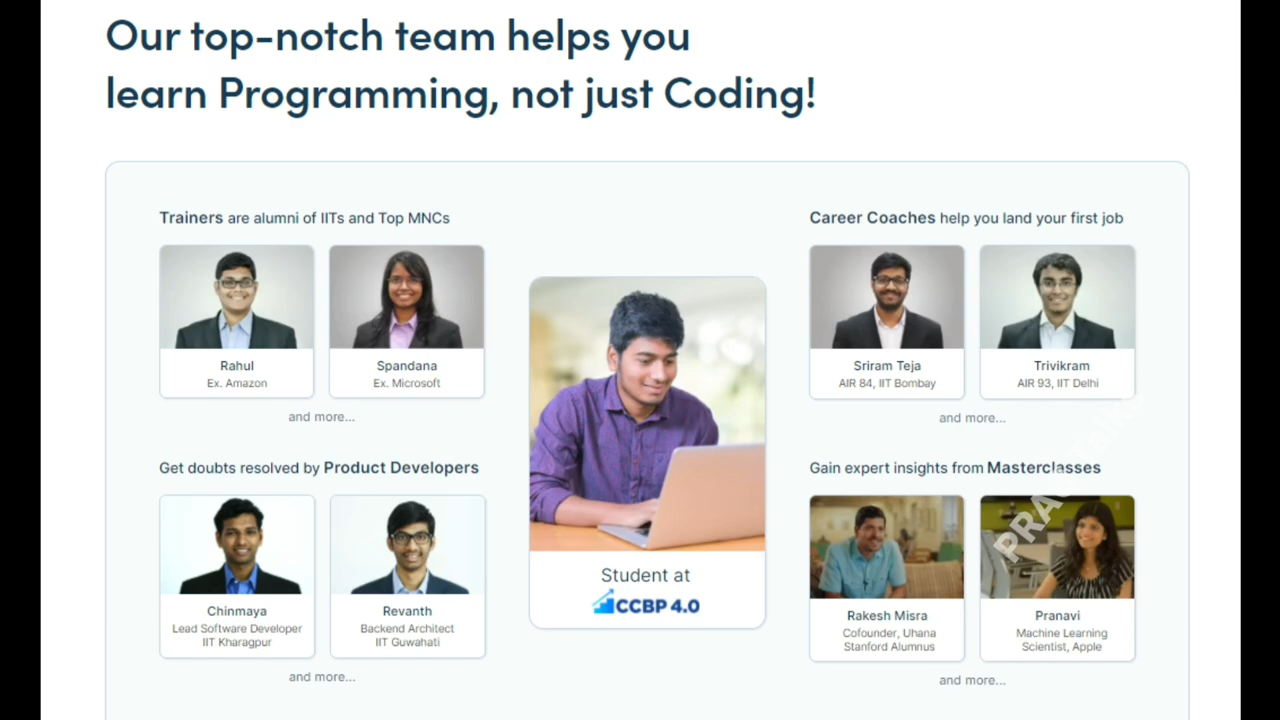 Our top-notch team helps you
learn Programming, not just Coding!
Trainers are alumni of IITs and Top MNCs
Rahul
Ex. Amazon
Spandana
Ex. Microsoft
and more...
Get doubts resolved by Product Developers
Chinmaya
Lead Software Developer
IIT Kharagpur
Revanth
Backend Architect
IIT Guwahati
and more...
Student at
CCBP 4.0
Career Coaches help you land your first job
Sriram Teja
AIR 84, IIT Bombay
Trivikram
AIR 93, IIT Delhi
and more...
Gain expert insights from Masterclasses
Rakesh Misra
Cofounder, Uhana
Stanford Alumnus
Pranavi
Machine Learning
Scientist, Apple
and more...